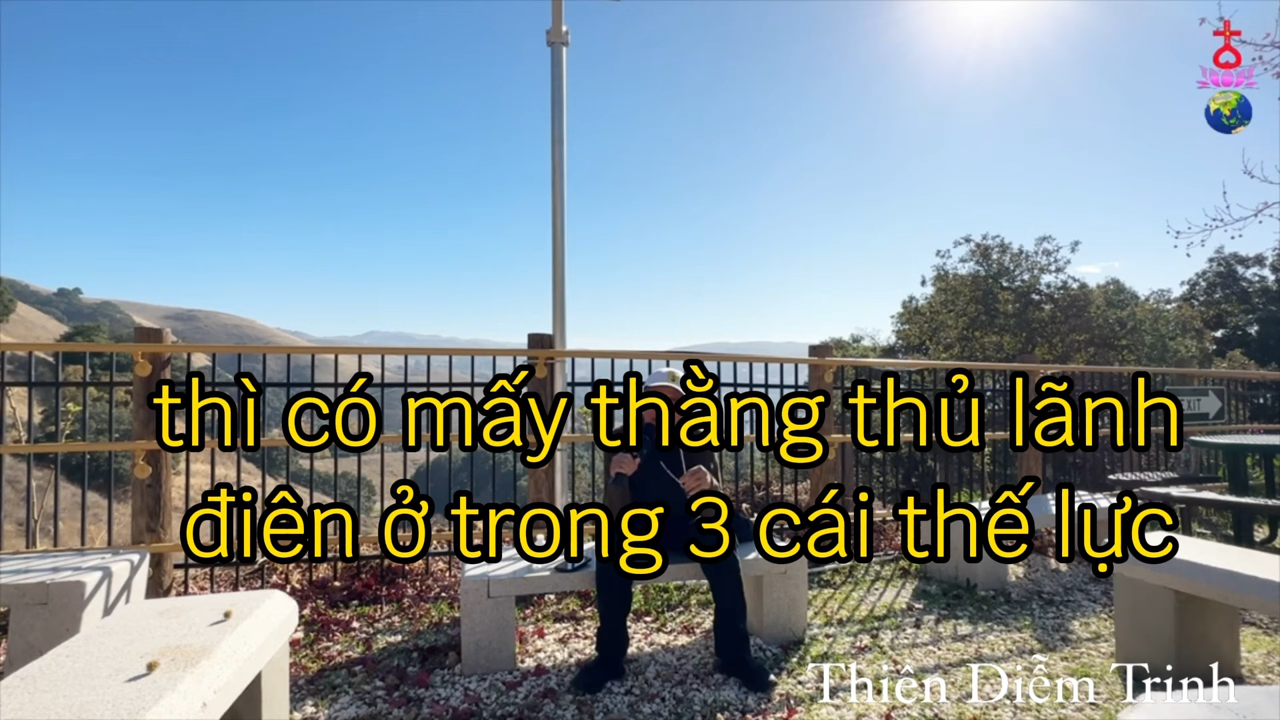 thì có mấy thằng thủ lãnh
điên ở trong 3 cái thế lực
EXIT
Thiên Diễm Trinh